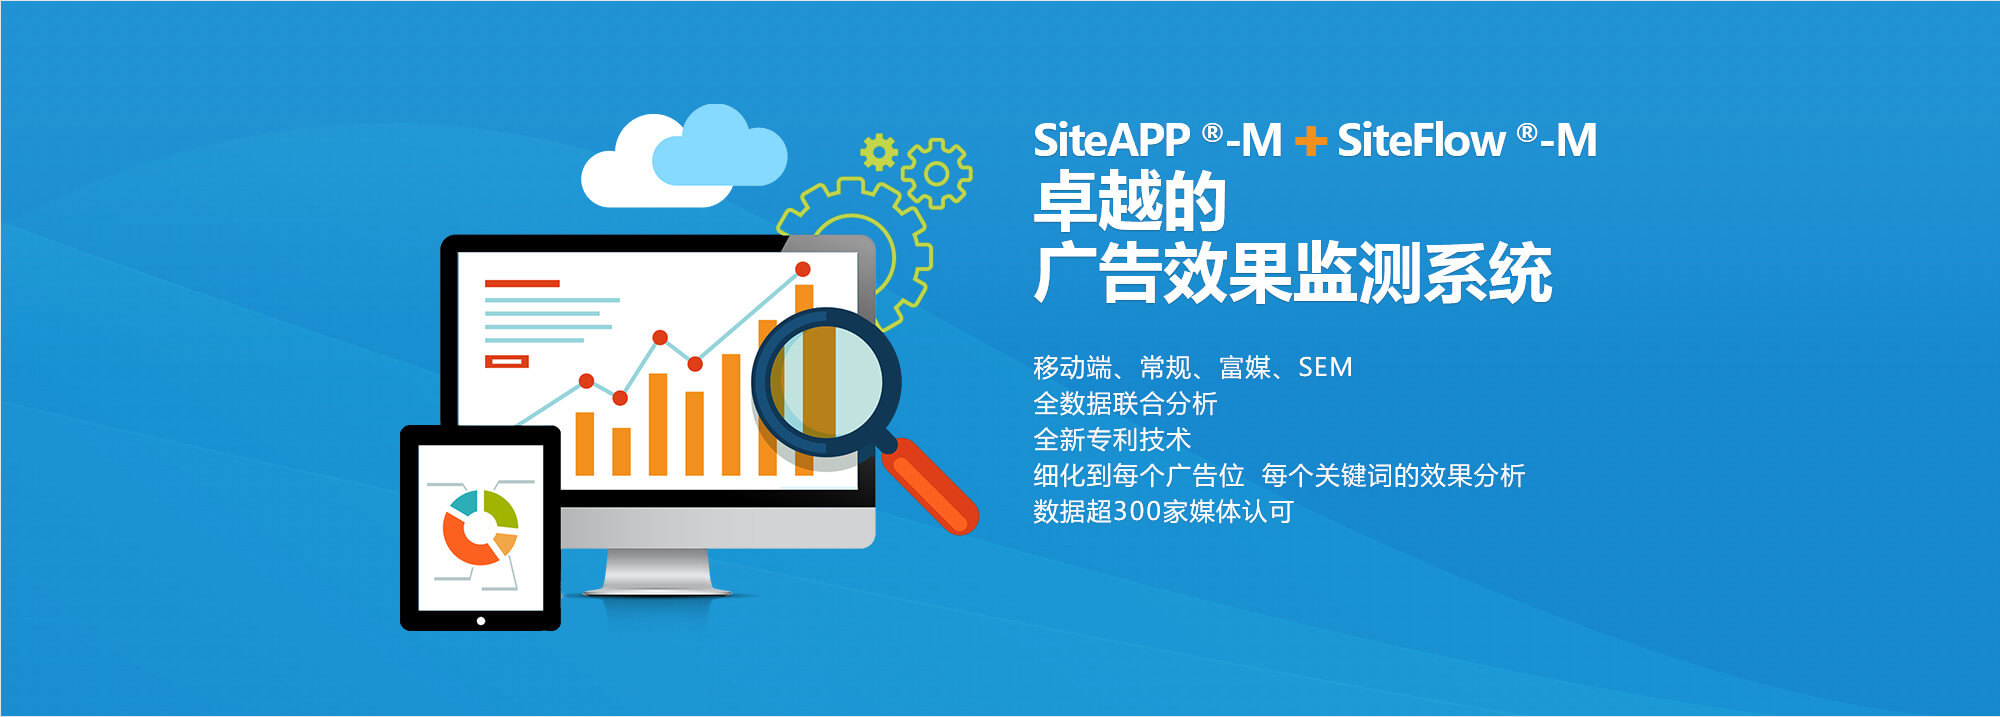 SiteAPP ®-M + SiteFlow ®-M
卓越的
广告效果监测系统
移动端、常规、富媒、SEM
全数据联合分析
全新专利技术
细化到每个广告位 每个关键词的效果分析
数据超300家媒体认可